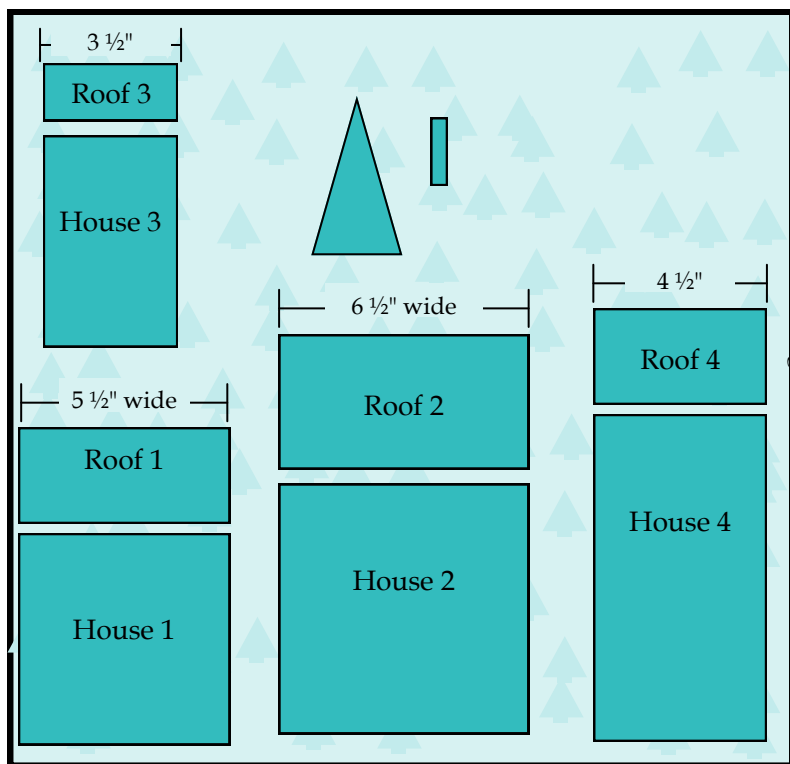 3 ½"
Roof 3
House 3
4 ½"
6 ½" wide
Roof 4
5 ½" wide
Roof 2
Roof 1
House 4
House 2
House 1